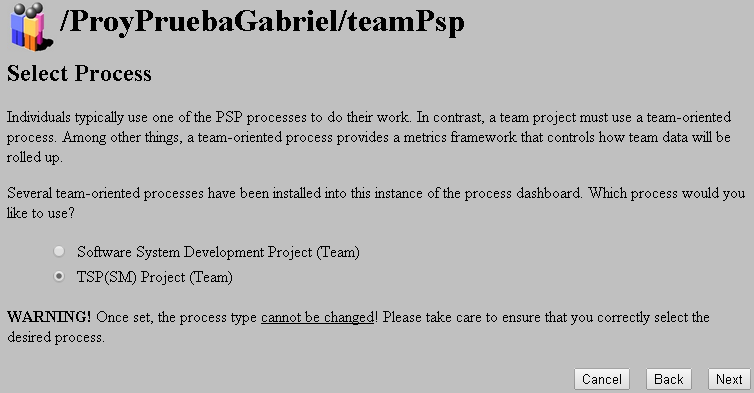 /ProyPruebaGabriel/teamPsp
Select Process
Individuals typically use one of the PSP processes to do their work. In contrast, a team project must use a team-oriented
process. Among other things, a team-oriented process provides a metrics framework that controls how team data will be
rolled up.
Several team-oriented processes have been installed into this instance of the process dashboard. Which process would you
like to use?
Software System Development Project (Team)
TSP(SM) Project (Team)
WARNING! Once set, the process type cannot be changed! Please take care to ensure that you correctly select the
desired process.
Cancel Back Next